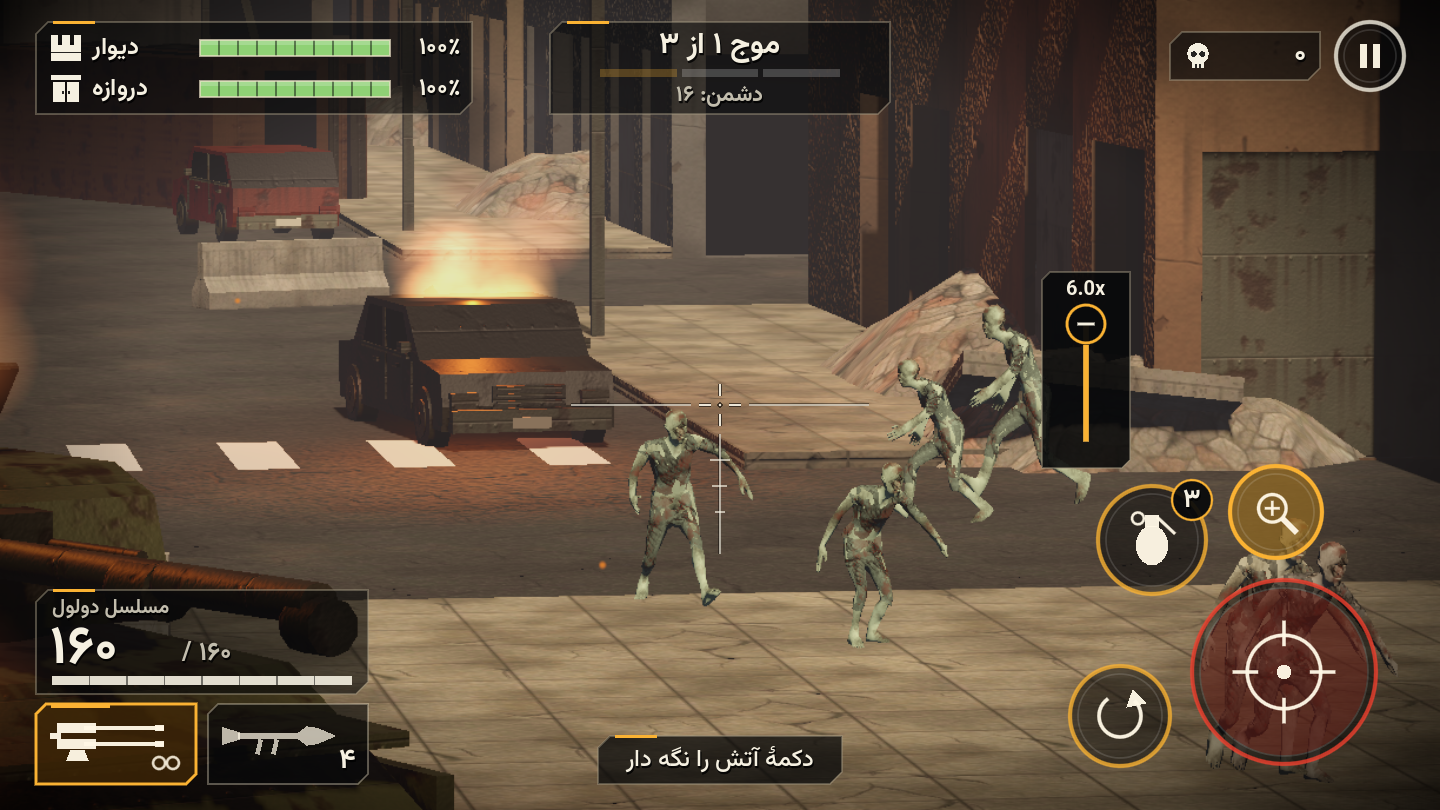 دیوار ۱۰۰٪
دروازه ۱۰۰٪
موج ۱ از ۳
دشمن: ۱۶
۰
6.0x
۳
مسلسل دولول
۱۶۰ / ۱۶۰
∞
۴
دکمهٔ آتش را نگه دار